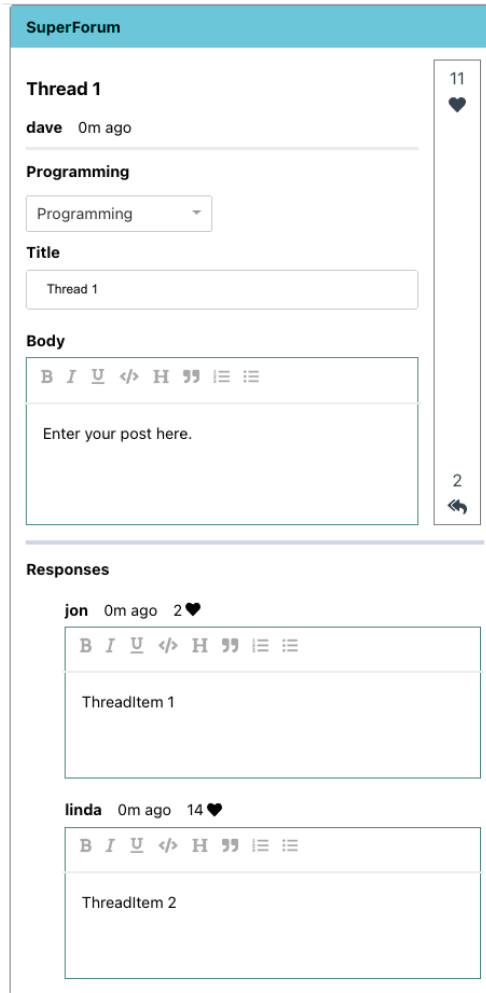 SuperForum
Thread 1
11
dave 0m ago
Programming
Programming
Title
Thread 1
Body
B I U </> H
Enter your post here.
2
Responses
jon 0m ago 2
B I U </> H
ThreadItem 1
linda 0m ago 14
B I U </> H
ThreadItem 2